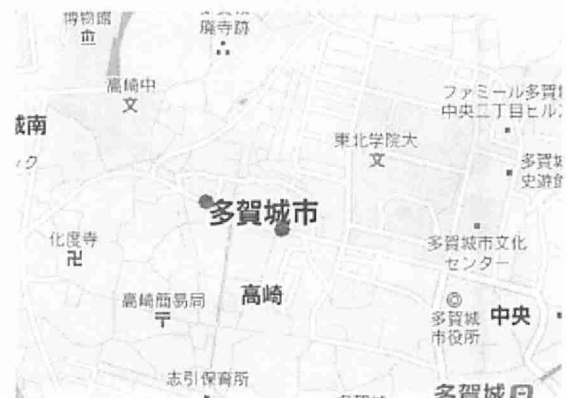 博物館
廃寺跡
高崎中
文
ファミール多賀城
中央二丁目ヒルズ
城南
東北学院大
文
多賀城
史遊館
多賀城市
化度寺
卍
多賀城市文化
センター
高崎簡易局
〒
高崎
◎
多賀城
市役所
中央
志引保育所
多賀城